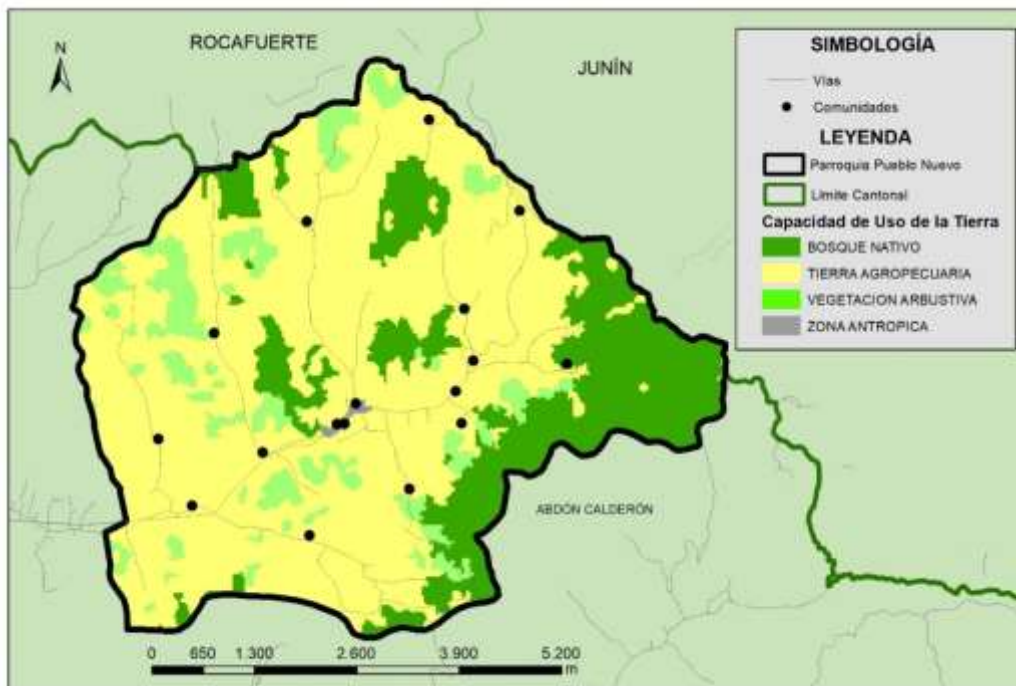 ROCAFUERTE
JUNÍN
N
SIMBOLOGÍA
Vías
Comunidades
LEYENDA
Parroquia Pueblo Nuevo
Límite Cantonal
Capacidad de Uso de la Tierra
BOSQUE NATIVO
TIERRA AGROPECUARIA
VEGETACION ARBUSTIVA
ZONA ANTROPICA
ABDÓN CALDERÓN
0 650 1.300 2.600 3.900 5.200
m